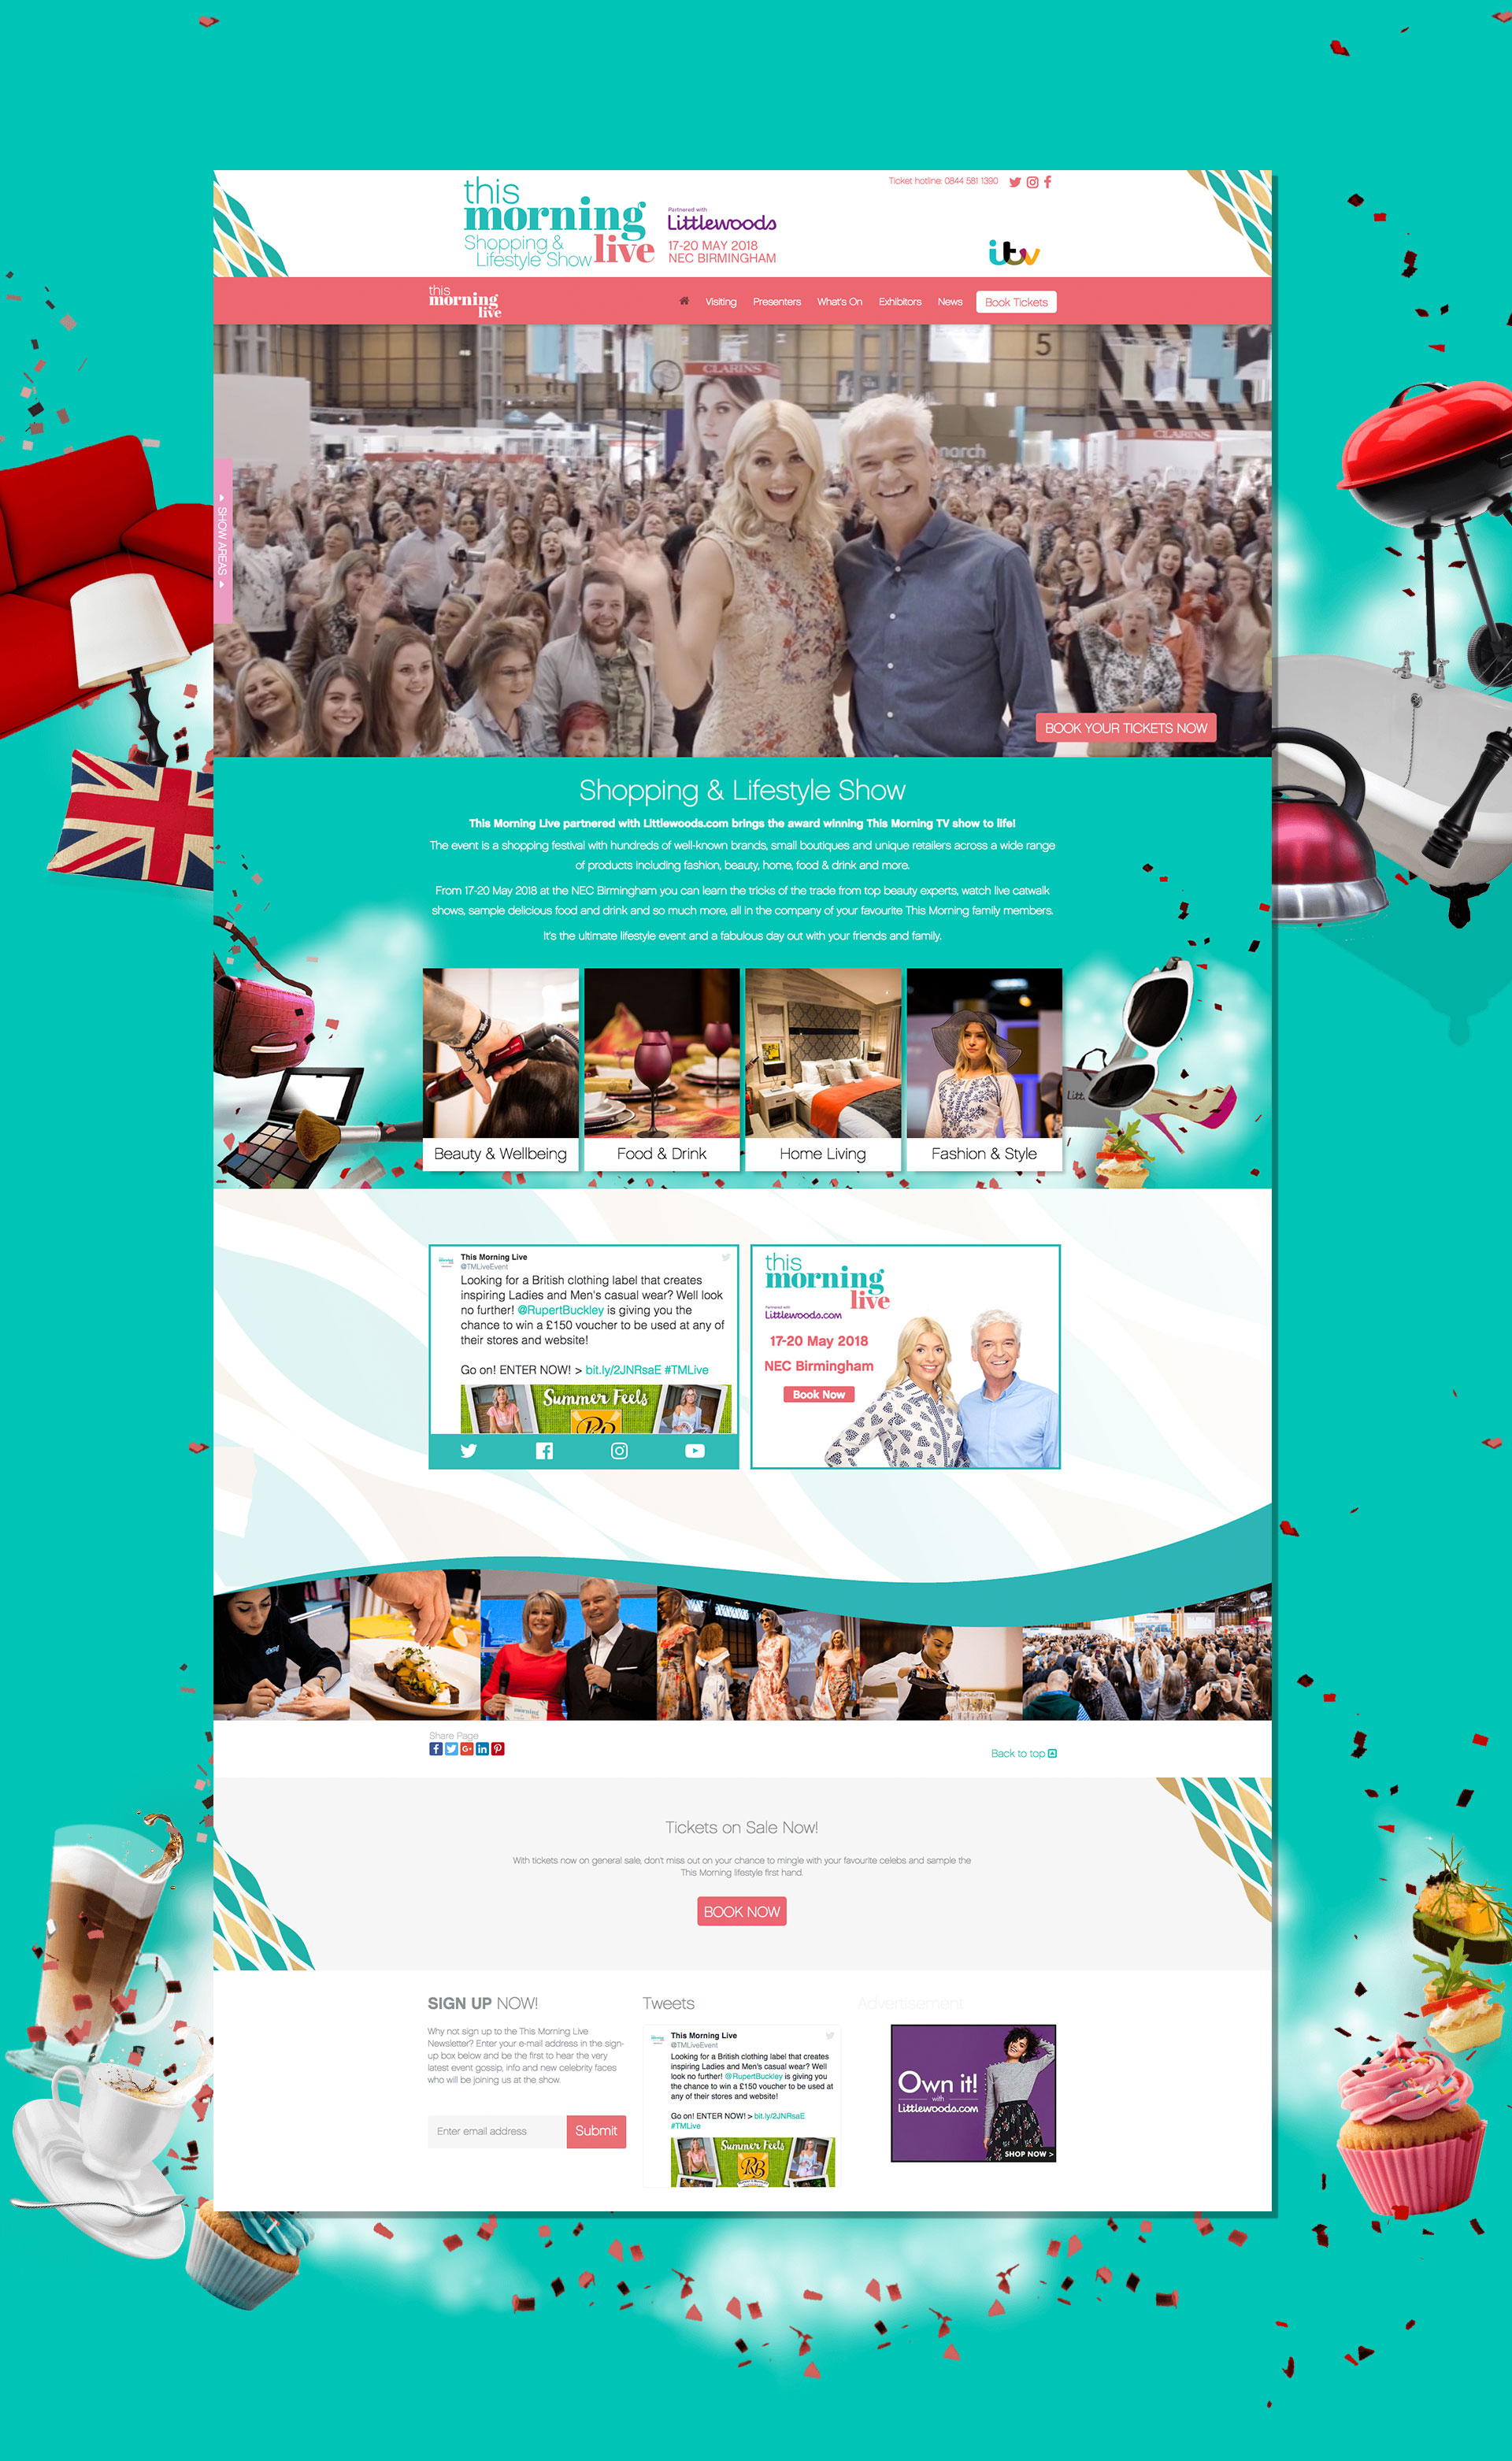 Ticket hotline: 0844 581 1390
this
morning
Shopping &
Lifestyle Show
live
Partnered with
Littlewoods
17-20 MAY 2018
NEC BIRMINGHAM
itv
this
morning
live
Visiting
Presenters
What's On
Exhibitors
News
Book Tickets
5
CLARINS
CLARINS
SHOW AREAS
BOOK YOUR TICKETS NOW
Shopping & Lifestyle Show
This Morning Live partnered with Littlewoods.com brings the award winning This Morning TV show to life!
The event is a shopping festival with hundreds of well-known brands, small boutiques and unique retailers across a wide range
of products including fashion, beauty, home, food & drink and more.
From 17-20 May 2018 at the NEC Birmingham you can learn the tricks of the trade from top beauty experts, watch live catwalk
shows, sample delicious food and drink and so much more, all in the company of your favourite This Morning family members.
It's the ultimate lifestyle event and a fabulous day out with your friends and family.
Beauty & Wellbeing
Food & Drink
Home Living
Fashion & Style
This Morning Live
@TMLiveEvent
Looking for a British clothing label that creates
inspiring Ladies and Men's casual wear? Well look
no further! @RupertBuckley is giving you the
chance to win a £150 voucher to be used at any of
their stores and website!
Go on! ENTER NOW! > bit.ly/2JNRsaE #TMLive
Summer Feels
this
morning
live
Partnered with
Littlewoods.com
17-20 May 2018
NEC Birmingham
Book Now
Share Page
Back to top
Tickets on Sale Now!
With tickets now on general sale, don't miss out on your chance to mingle with your favourite celebs and sample the
This Morning lifestyle first hand.
BOOK NOW
SIGN UP NOW!
Why not sign up to the This Morning Live
Newsletter? Enter your e-mail address in the sign-
up box below and be the first to hear the very
latest event gossip, info and new celebrity faces
who will be joining us at the show.
Enter email address
Submit
Tweets
This Morning Live
@TMLiveEvent
Looking for a British clothing label that creates
inspiring Ladies and Men's casual wear? Well
look no further! @RupertBuckley is giving you
the chance to win a £150 voucher to be used at
any of their stores and website!
Go on! ENTER NOW! > bit.ly/2JNRsaE
#TMLive
Summer Feels
RB
Advertisement
Own it!
with
Littlewoods.com
SHOP NOW >